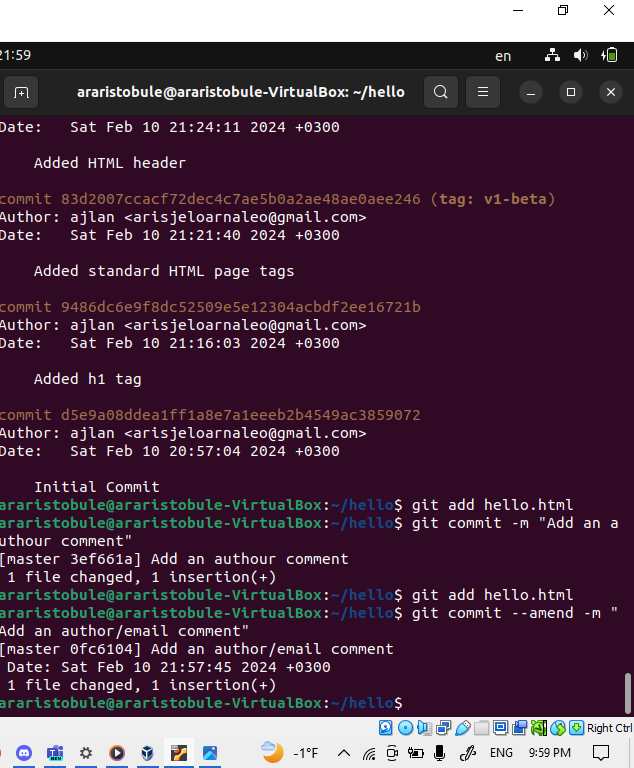 21:59
en
araristobule@araristobule-VirtualBox: ~/hello
Date:   Sat Feb 10 21:24:11 2024 +0300
    Added HTML header
commit 83d2007ccacf72dec4c7ae5b0a2ae48ae0aee246 (tag: v1-beta)
Author: ajlan <arisjeloarnaleo@gmail.com>
Date:   Sat Feb 10 21:21:40 2024 +0300
    Added standard HTML page tags
commit 9486dc6e9f8dc52509e5e12304acbdf2ee16721b
Author: ajlan <arisjeloarnaleo@gmail.com>
Date:   Sat Feb 10 21:16:03 2024 +0300
    Added h1 tag
commit d5e9a08ddea1ff1a8e7a1eeeb2b4549ac3859072
Author: ajlan <arisjeloarnaleo@gmail.com>
Date:   Sat Feb 10 20:57:04 2024 +0300
    Initial Commit
araristobule@araristobule-VirtualBox:~/hello$ git add hello.html
araristobule@araristobule-VirtualBox:~/hello$ git commit -m "Add an a
uthour comment"
[master 3ef661a] Add an authour comment
 1 file changed, 1 insertion(+)
araristobule@araristobule-VirtualBox:~/hello$ git add hello.html
araristobule@araristobule-VirtualBox:~/hello$ git commit --amend -m "
Add an author/email comment"
[master 0fc6104] Add an author/email comment
 Date: Sat Feb 10 21:57:45 2024 +0300
 1 file changed, 1 insertion(+)
araristobule@araristobule-VirtualBox:~/hello$
Right Ctrl
-1°F
ENG
9:59 PM